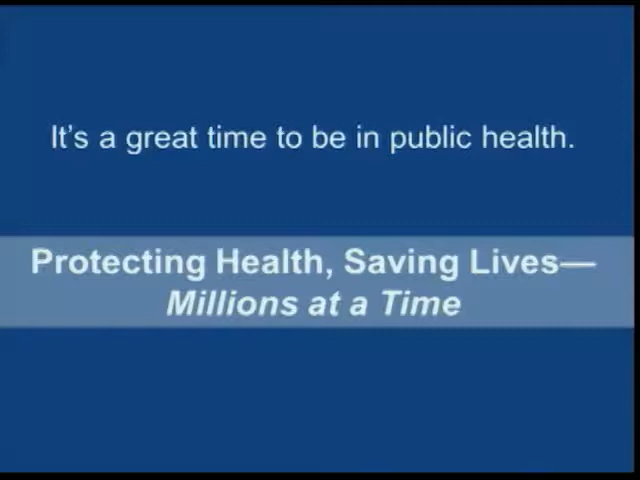 It's a great time to be in public health.
Protecting Health, Saving Lives—
Millions at a Time